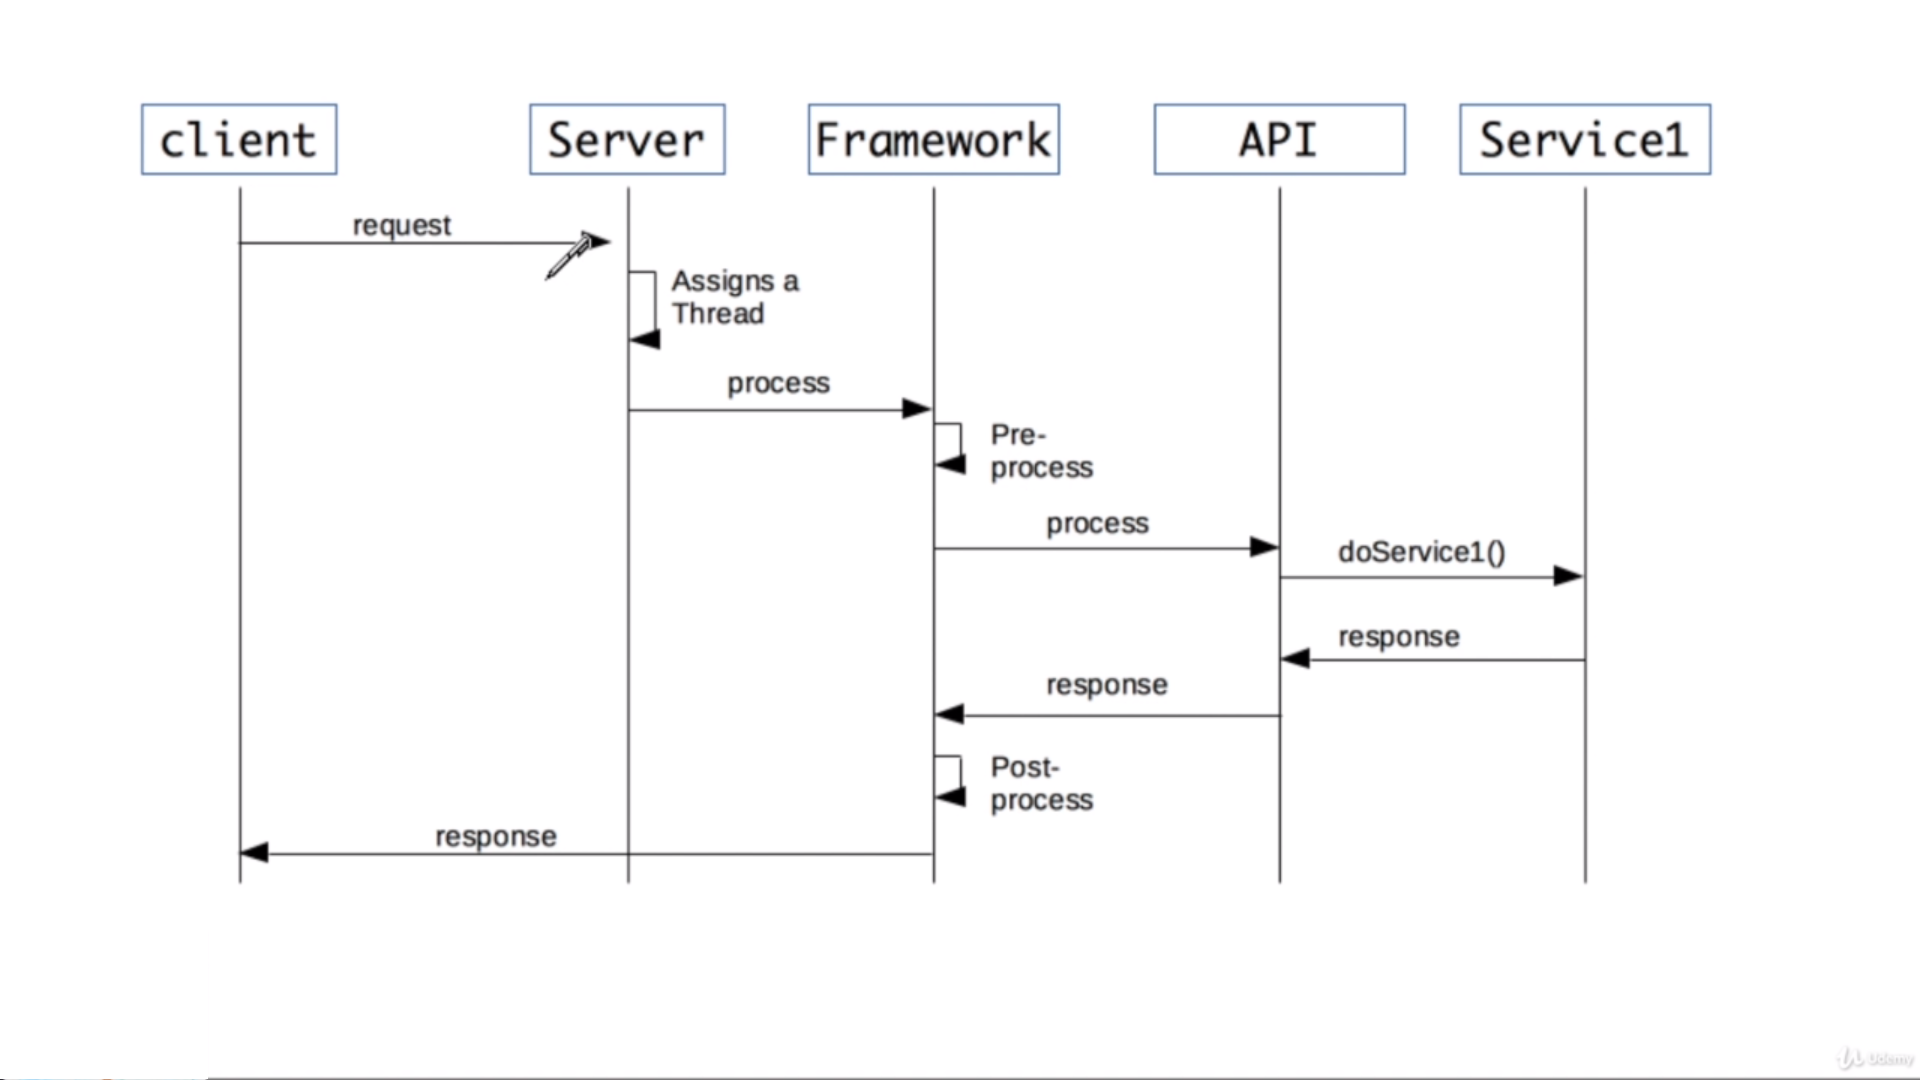 client
Server
Framework
API
Service1
request
Assigns a
Thread
process
Pre-
process
process
doService1()
response
response
Post-
process
response
Udemy